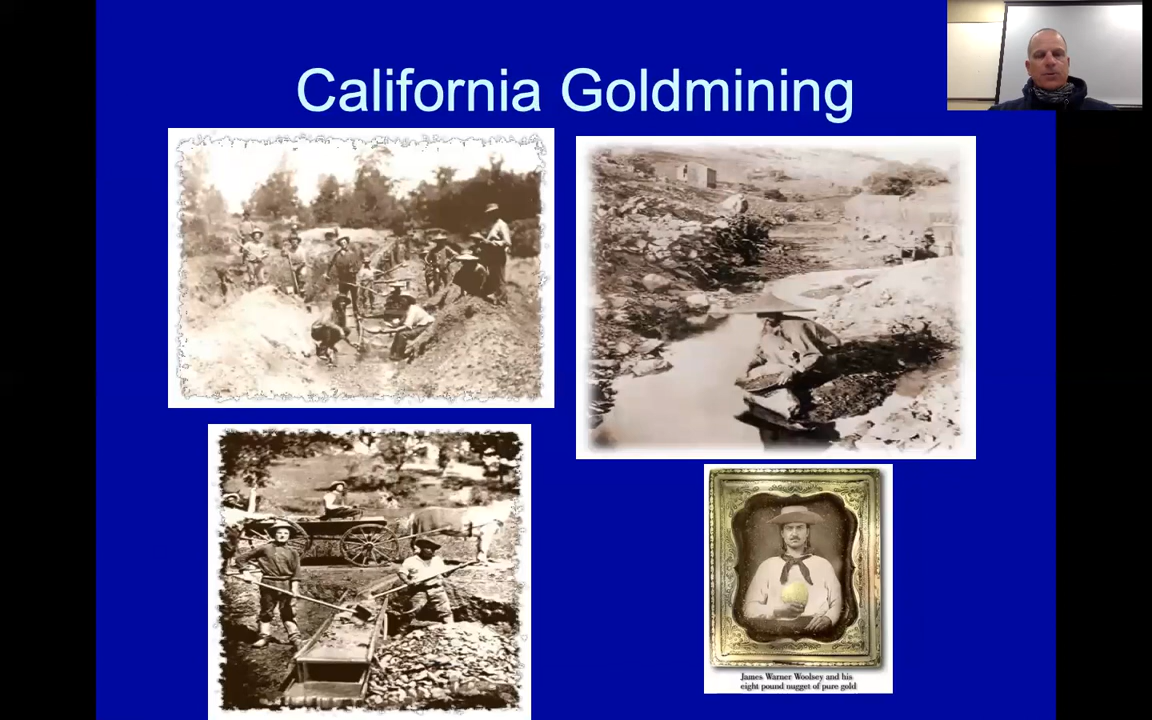 California Goldmining
James Warner Woolsey and his
eight pound nugget of pure gold